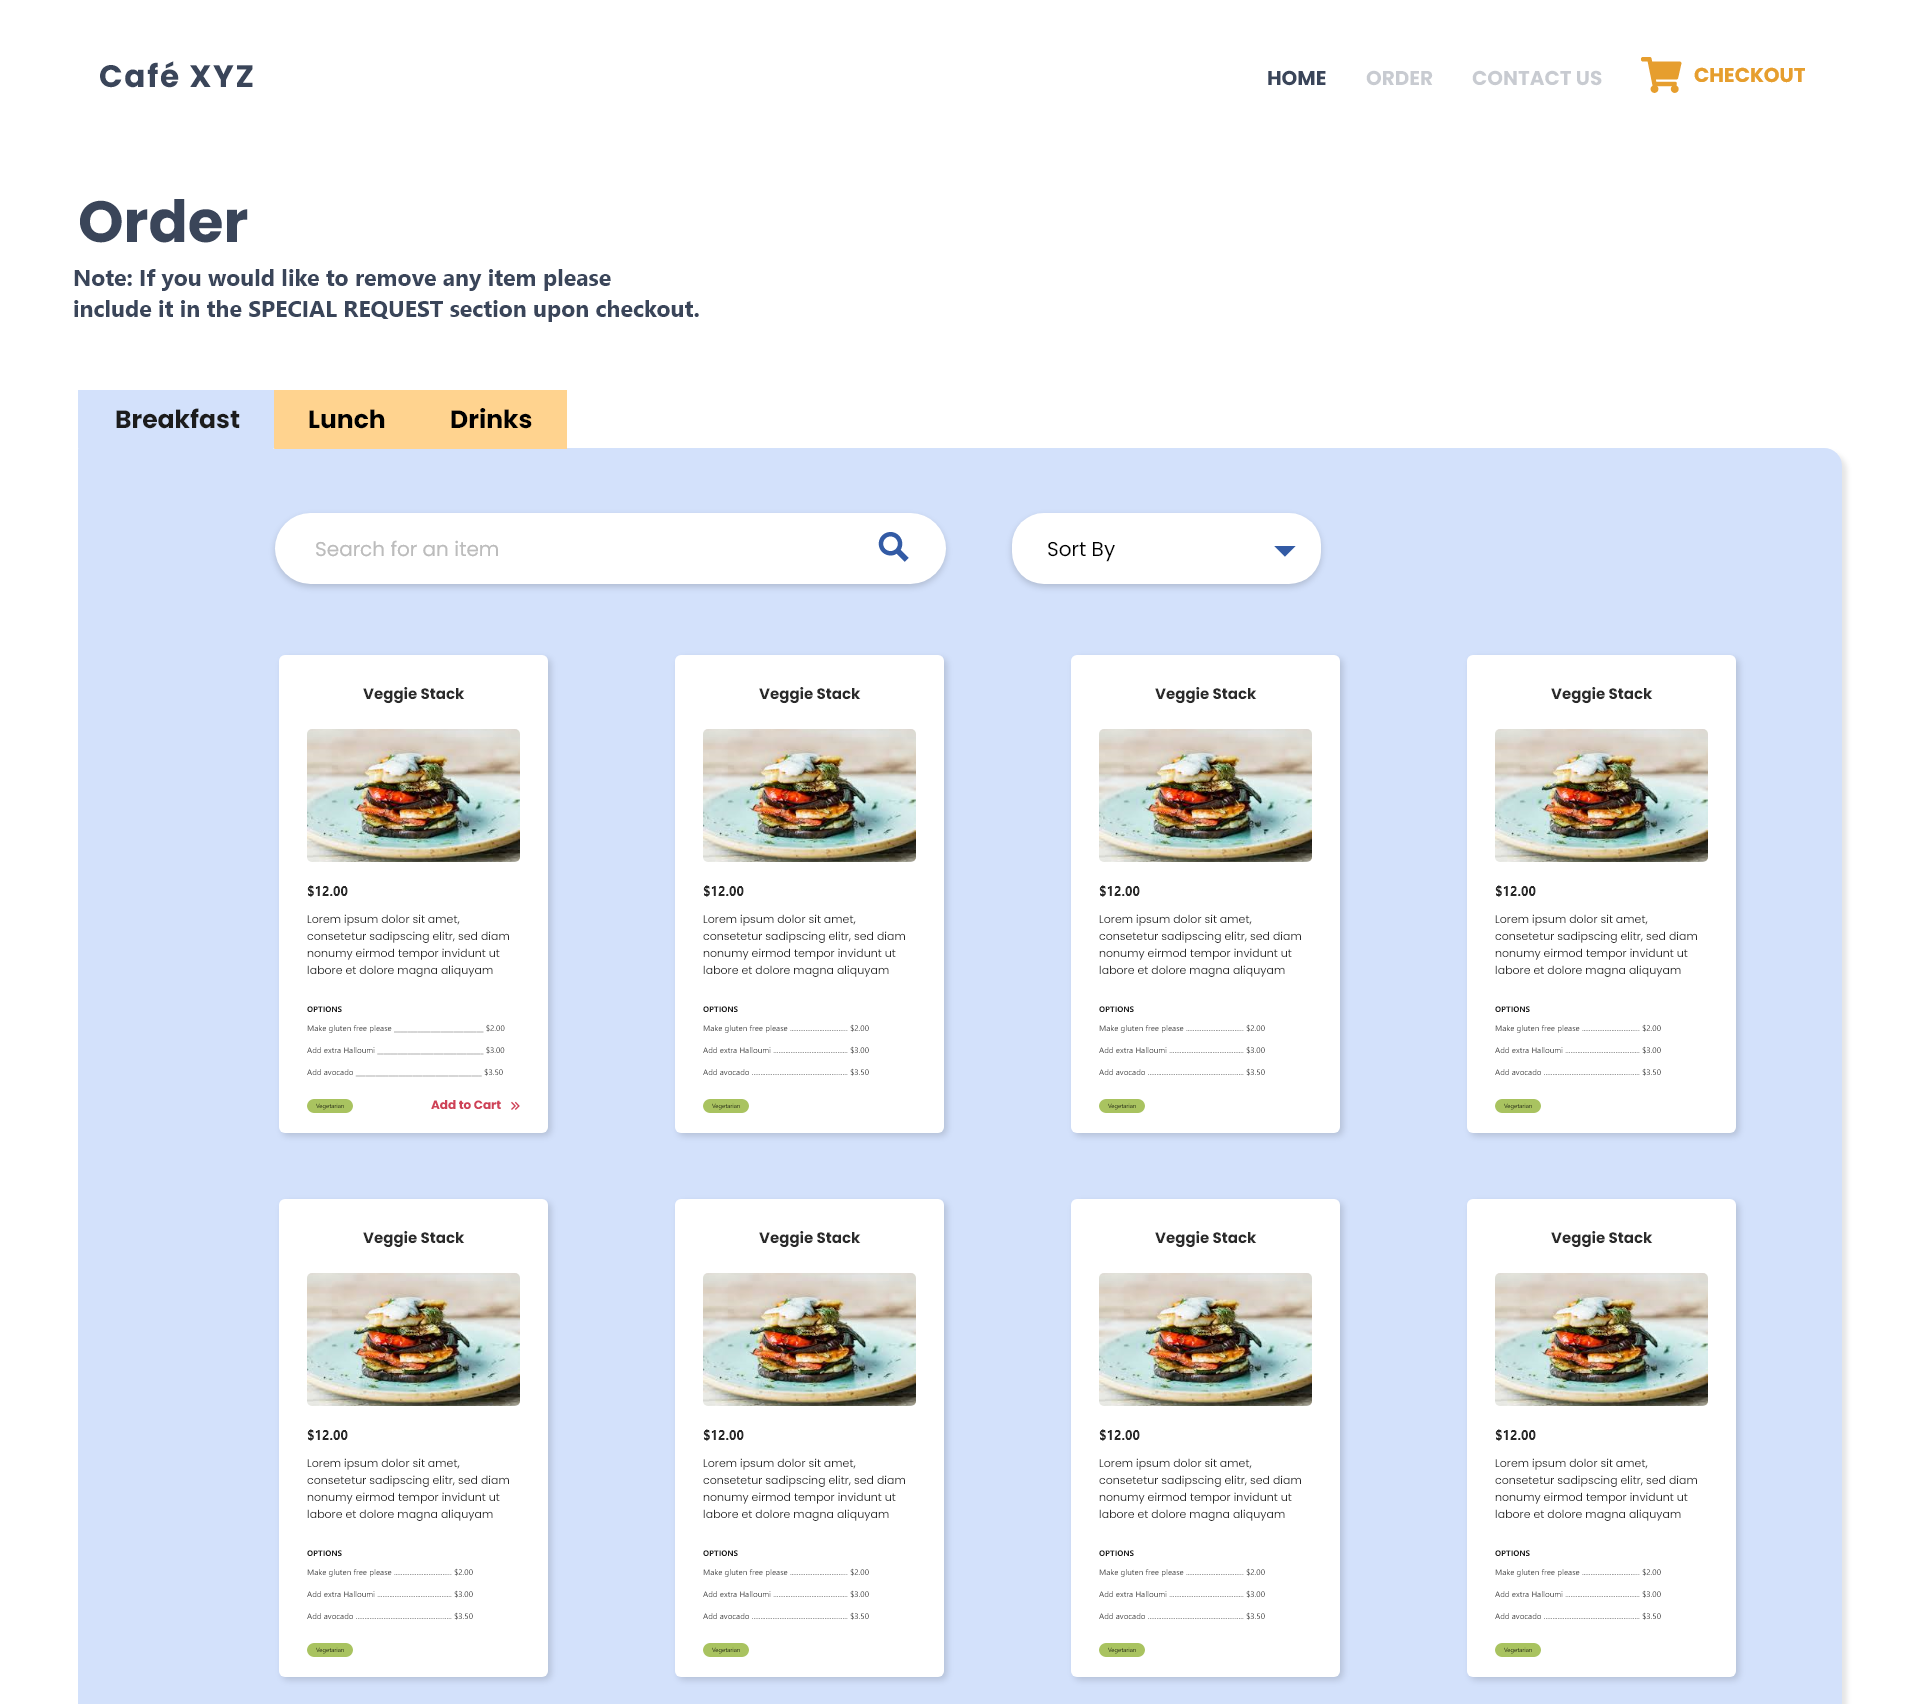 Café XYZ
HOME ORDER CONTACT US CHECKOUT
Order
Note: If you would like to remove any item please
include it in the SPECIAL REQUEST section upon checkout.
Breakfast Lunch Drinks
Search for an item Sort By
Veggie Stack
$12.00
Lorem ipsum dolor sit amet,
consetetur sadipscing elitr, sed diam
nonumy eirmod tempor invidunt ut
labore et dolore magna aliquyam
OPTIONS
Make gluten free please ______________________ $2.00
Add extra Halloumi __________________________ $3.00
Add avocado _______________________________ $3.50
Vegetarian Add to Cart »
Veggie Stack
$12.00
Lorem ipsum dolor sit amet,
consetetur sadipscing elitr, sed diam
nonumy eirmod tempor invidunt ut
labore et dolore magna aliquyam
OPTIONS
Make gluten free please ............................. $2.00
Add extra Halloumi ..................................... $3.00
Add avocado ................................................ $3.50
Vegetarian
Veggie Stack
$12.00
Lorem ipsum dolor sit amet,
consetetur sadipscing elitr, sed diam
nonumy eirmod tempor invidunt ut
labore et dolore magna aliquyam
OPTIONS
Make gluten free please ............................. $2.00
Add extra Halloumi ..................................... $3.00
Add avocado ................................................ $3.50
Vegetarian
Veggie Stack
$12.00
Lorem ipsum dolor sit amet,
consetetur sadipscing elitr, sed diam
nonumy eirmod tempor invidunt ut
labore et dolore magna aliquyam
OPTIONS
Make gluten free please ............................. $2.00
Add extra Halloumi ..................................... $3.00
Add avocado ................................................ $3.50
Vegetarian
Veggie Stack
$12.00
Lorem ipsum dolor sit amet,
consetetur sadipscing elitr, sed diam
nonumy eirmod tempor invidunt ut
labore et dolore magna aliquyam
OPTIONS
Make gluten free please ............................. $2.00
Add extra Halloumi ..................................... $3.00
Add avocado ................................................ $3.50
Vegetarian
Veggie Stack
$12.00
Lorem ipsum dolor sit amet,
consetetur sadipscing elitr, sed diam
nonumy eirmod tempor invidunt ut
labore et dolore magna aliquyam
OPTIONS
Make gluten free please ............................. $2.00
Add extra Halloumi ..................................... $3.00
Add avocado ................................................ $3.50
Vegetarian
Veggie Stack
$12.00
Lorem ipsum dolor sit amet,
consetetur sadipscing elitr, sed diam
nonumy eirmod tempor invidunt ut
labore et dolore magna aliquyam
OPTIONS
Make gluten free please ............................. $2.00
Add extra Halloumi ..................................... $3.00
Add avocado ................................................ $3.50
Vegetarian
Veggie Stack
$12.00
Lorem ipsum dolor sit amet,
consetetur sadipscing elitr, sed diam
nonumy eirmod tempor invidunt ut
labore et dolore magna aliquyam
OPTIONS
Make gluten free please ............................. $2.00
Add extra Halloumi ..................................... $3.00
Add avocado ................................................ $3.50
Vegetarian